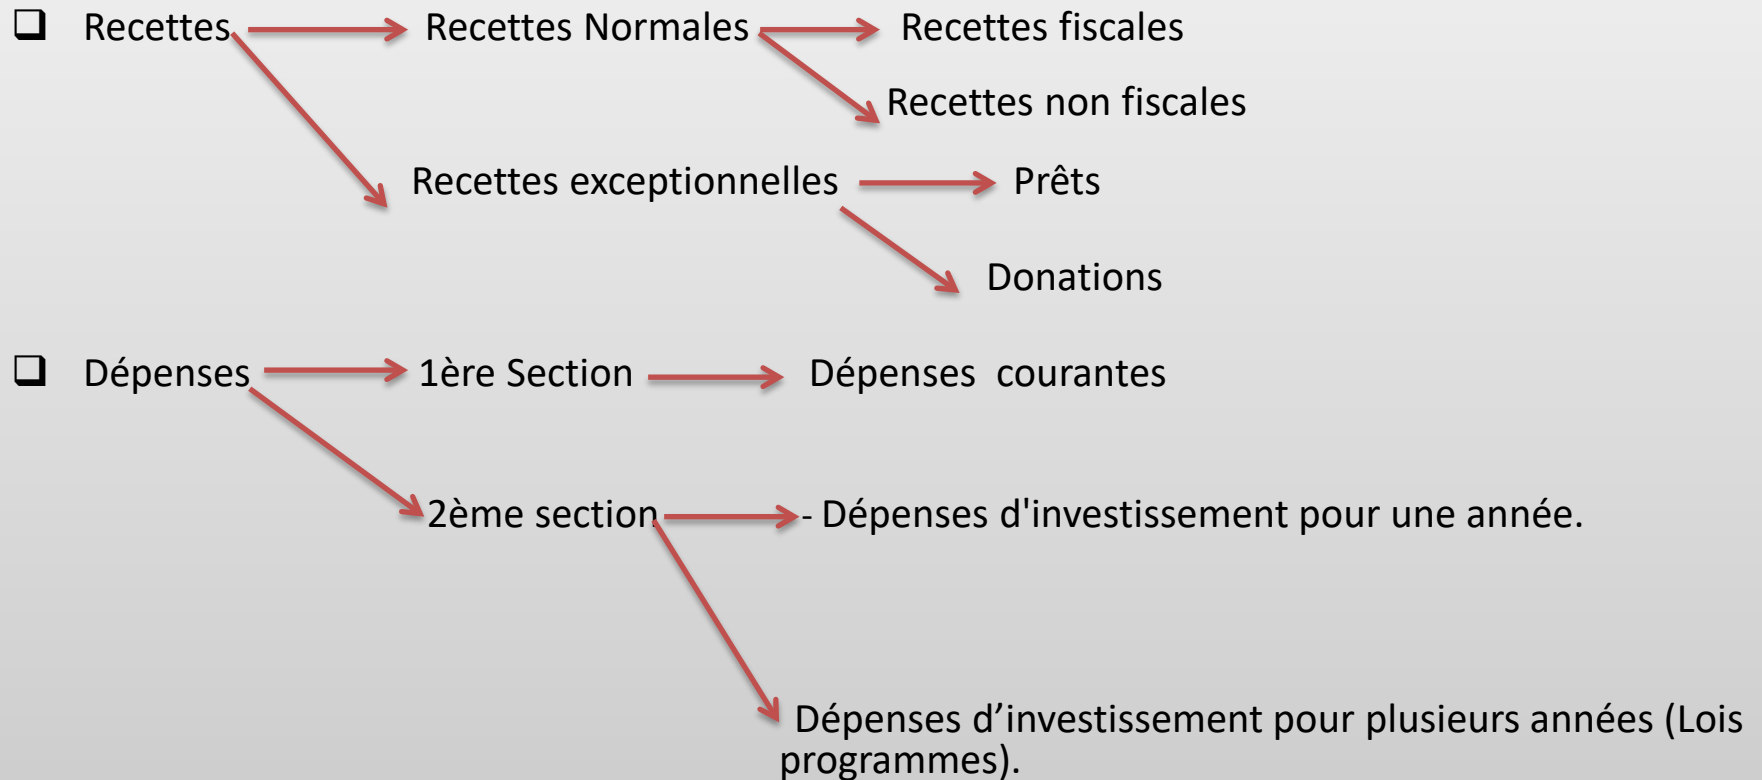 Recettes Recettes Normales Recettes fiscales
Recettes non fiscales
Recettes exceptionnelles Prêts
Donations
Dépenses 1ère Section Dépenses courantes
2ème section - Dépenses d'investissement pour une année.
Dépenses d’investissement pour plusieurs années (Lois
programmes).